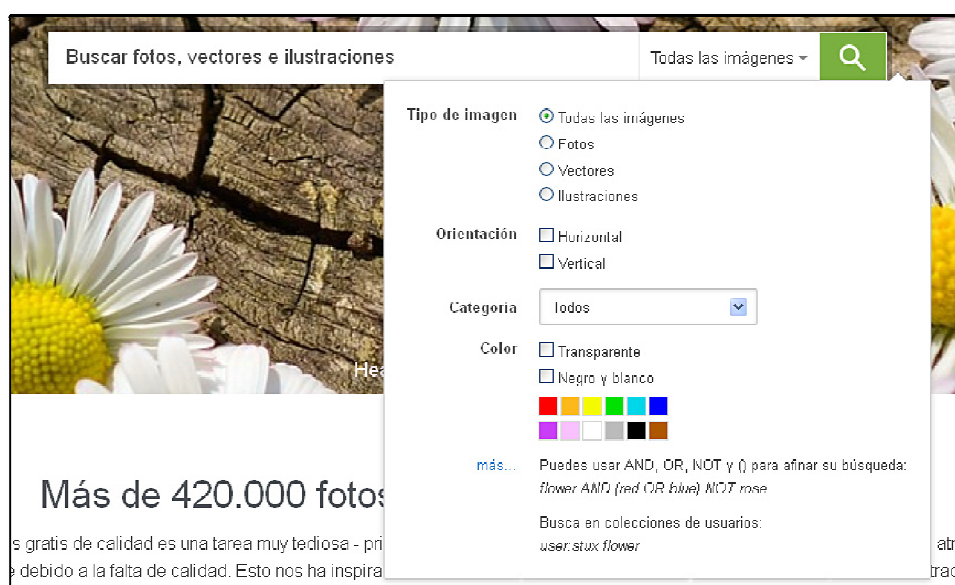 Buscar fotos, vectores e ilustraciones
Todas las imágenes
Tipo de imagen
Todas las imágenes
Fotos
Vectores
Ilustraciones
Orientación
Horizontal
Vertical
Categoría
Todos
Color
Transparente
Negro y blanco
más...
Puedes usar AND, OR, NOT y () para afinar su búsqueda:
flower AND (red OR blue) NOT rose
Busca en colecciones de usuarios:
user:stux flower
Más de 420.000 fotos
s gratis de calidad es una tarea muy tediosa - pri
debido a la falta de calidad. Esto nos ha inspira